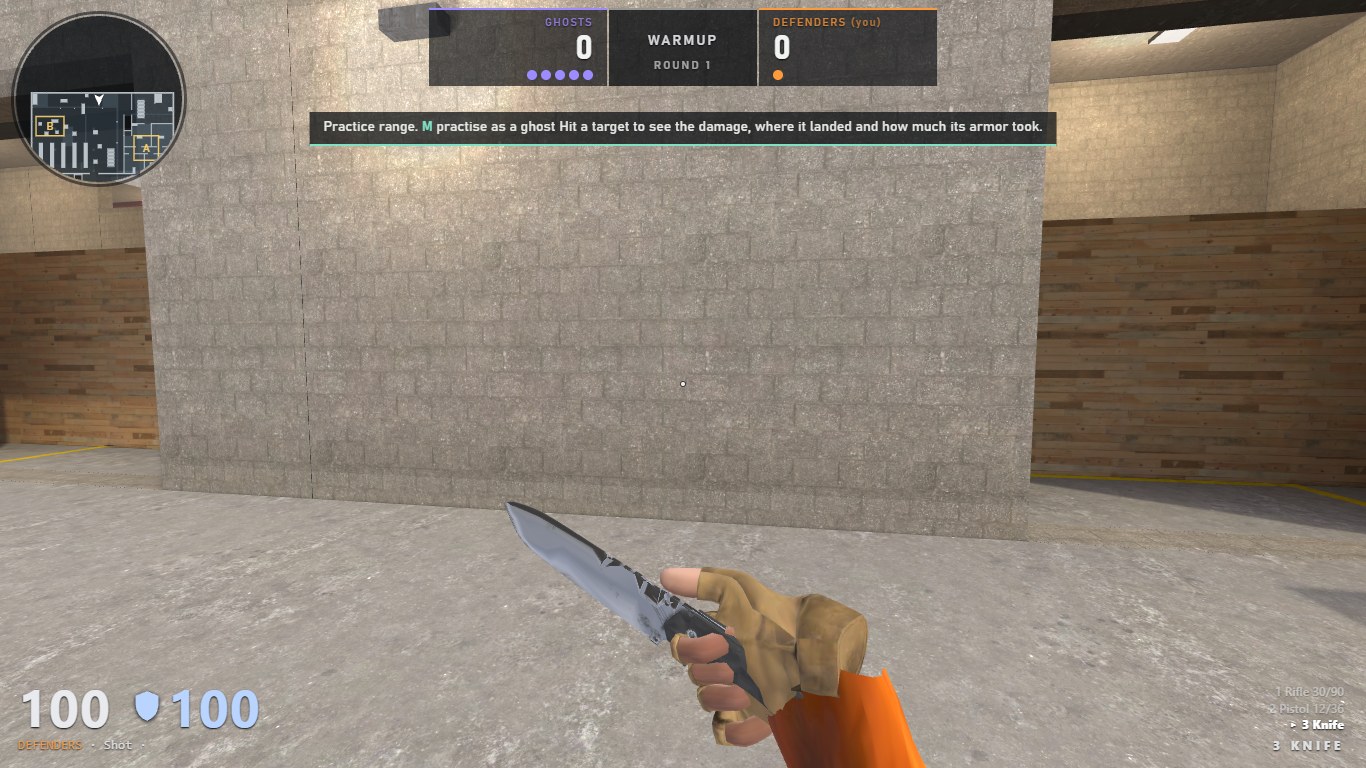 GHOSTS
0
WARMUP
ROUND 1
DEFENDERS (you)
0
Practice range. M practise as a ghost Hit a target to see the damage, where it landed and how much its armor took.
B
A
100 100
DEFENDERS · Shot ·
1 Rifle 30/90
2 Pistol 12/36
▸ 3 Knife
3 KNIFE